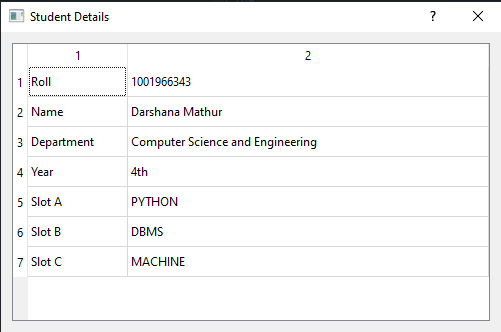 Student Details ?
1 2
1 Roll 1001966343
2 Name Darshana Mathur
3 Department Computer Science and Engineering
4 Year 4th
5 Slot A PYTHON
6 Slot B DBMS
7 Slot C MACHINE